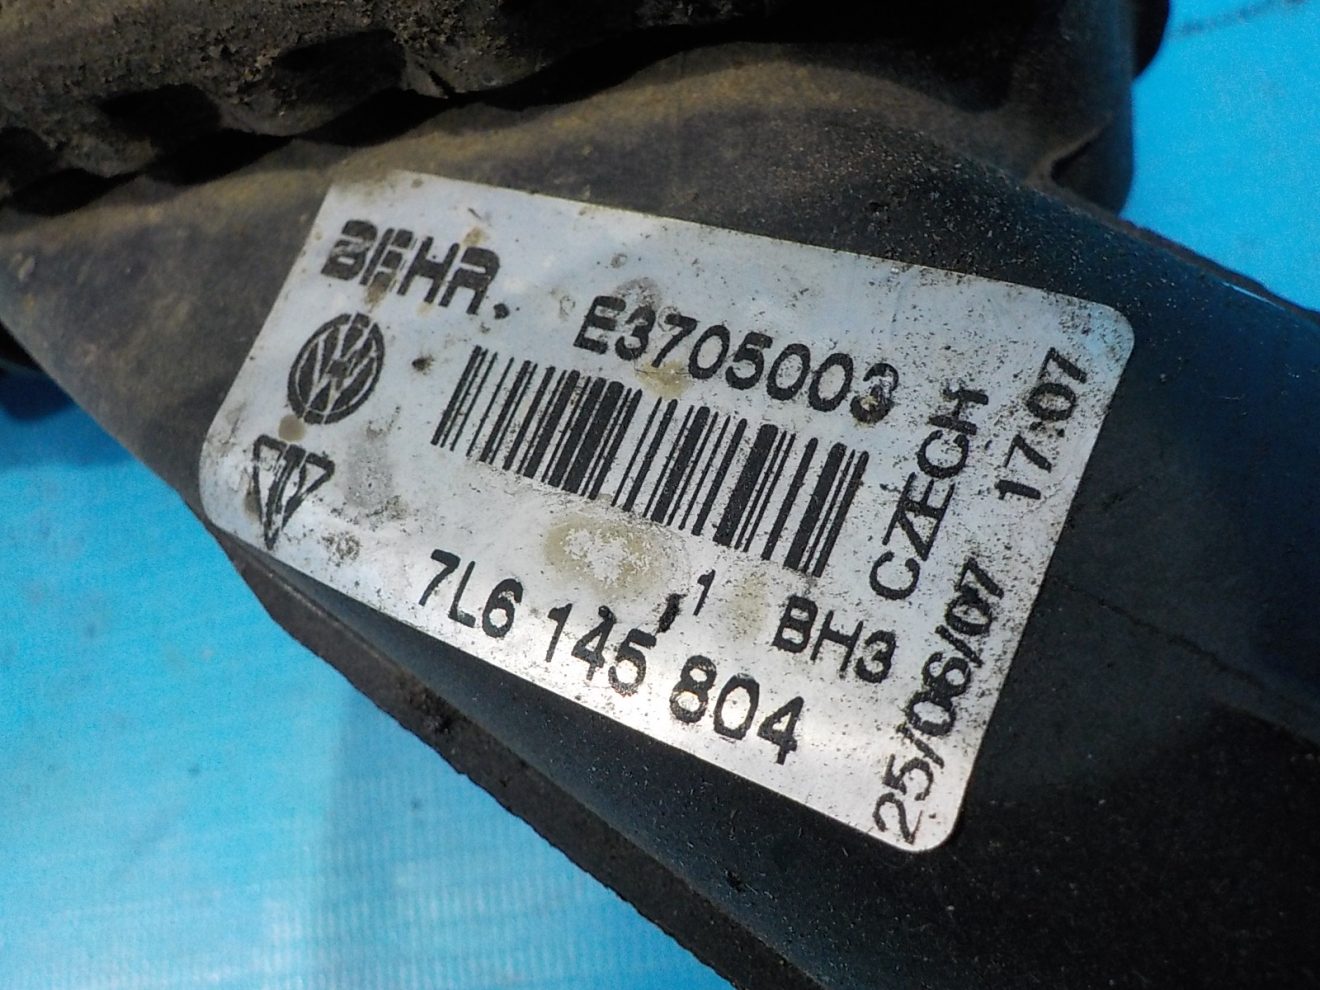 BEHR.
E3705003
7L6 145 804
1
BH3
CZECH
25/06/07
17:07